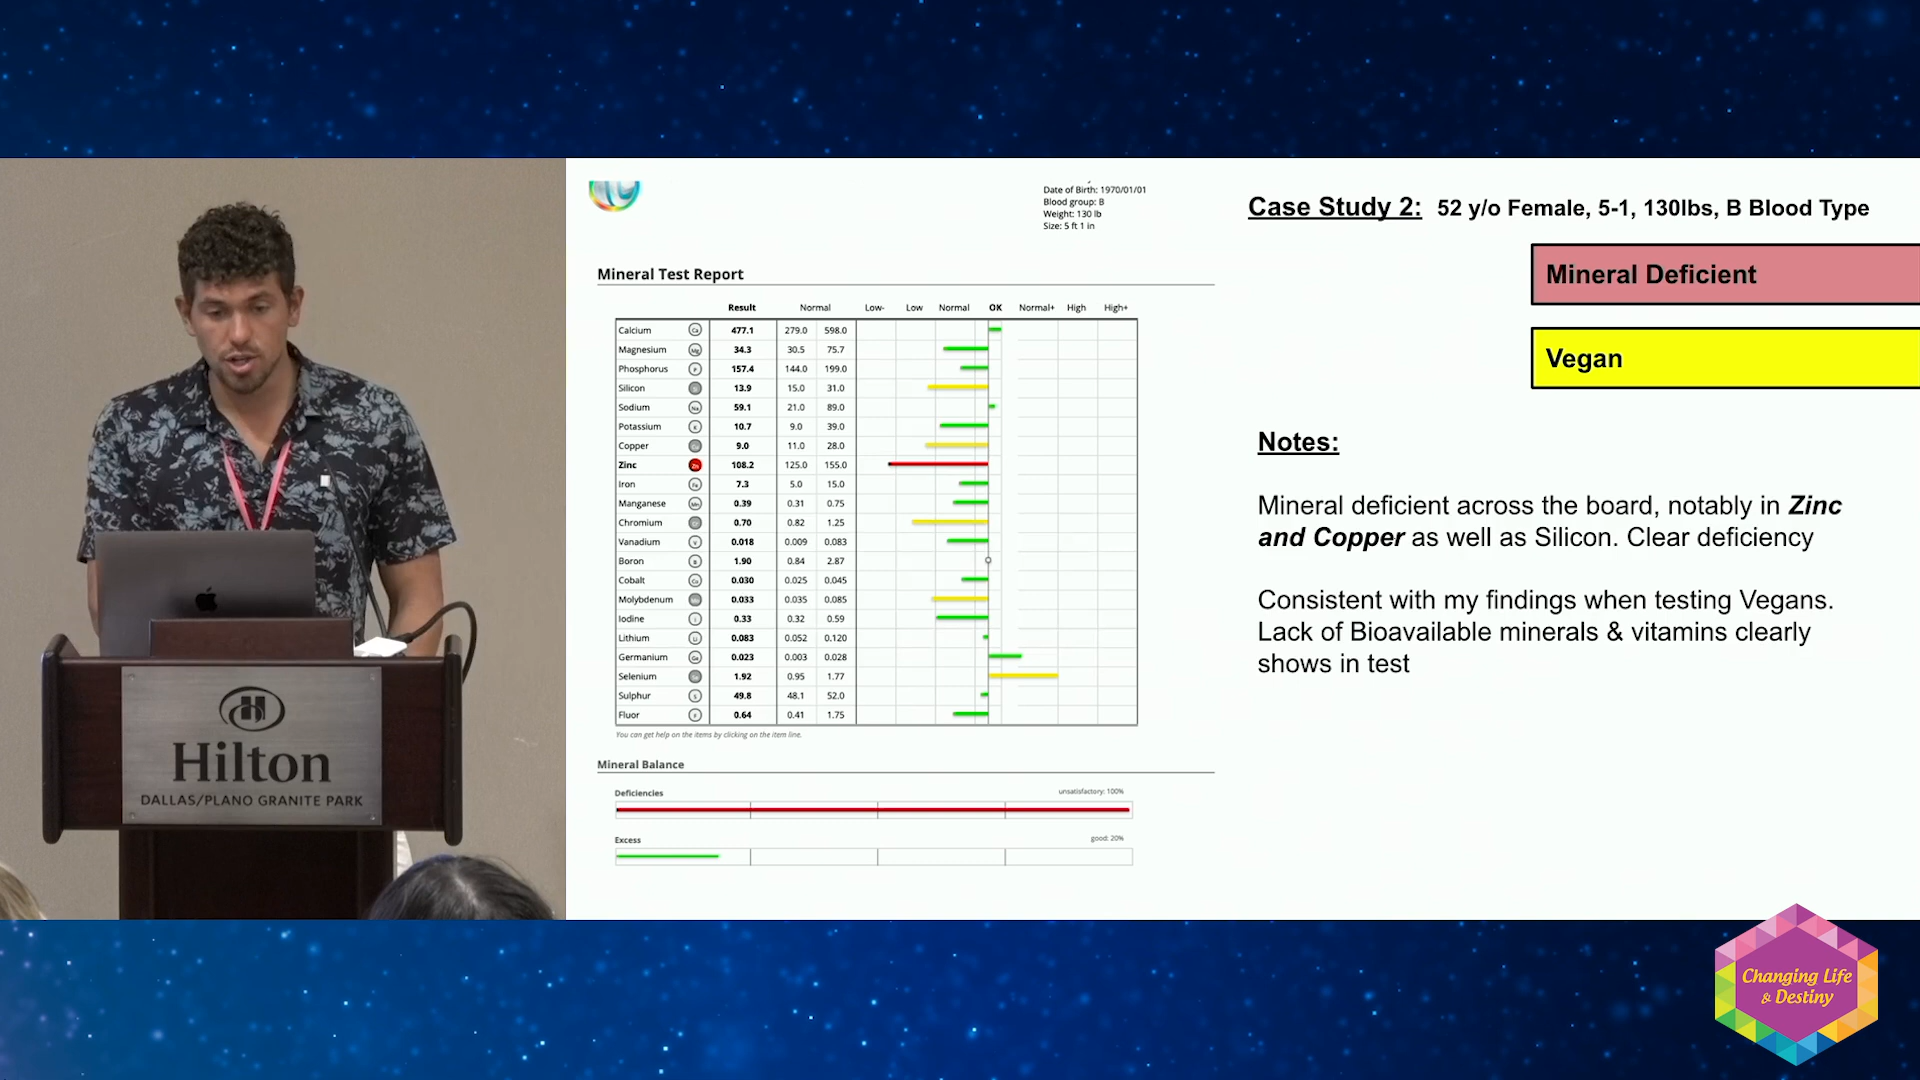 Date of Birth: 1970/01/01
Blood group: B
Weight: 130 lb
Size: 5 ft 1 in
Mineral Test Report
Result Normal Low- Low Normal OK Normal+ High High+
Calcium Ca 477.1 279.0 598.0
Magnesium Mg 34.3 30.5 75.7
Phosphorus P 157.4 144.0 199.0
Silicon 13.9 15.0 31.0
Sodium Na 59.1 21.0 89.0
Potassium K 10.7 9.0 39.0
Copper 9.0 11.0 28.0
Zinc Zn 108.2 125.0 155.0
Iron Fe 7.3 5.0 15.0
Manganese Mn 0.39 0.31 0.75
Chromium 0.70 0.82 1.25
Vanadium V 0.018 0.009 0.083
Boron B 1.90 0.84 2.87
Cobalt Co 0.030 0.025 0.045
Molybdenum 0.033 0.035 0.085
Iodine I 0.33 0.32 0.59
Lithium Li 0.083 0.052 0.120
Germanium Ge 0.023 0.003 0.028
Selenium 1.92 0.95 1.77
Sulphur S 49.8 48.1 52.0
Fluor F 0.64 0.41 1.75
You can get help on the items by clicking on the item line.
Mineral Balance
Deficiencies unsatisfactory: 100%
Excess good: 20%
Case Study 2: 52 y/o Female, 5-1, 130lbs, B Blood Type
Mineral Deficient
Vegan
Notes:
Mineral deficient across the board, notably in Zinc
and Copper as well as Silicon. Clear deficiency
Consistent with my findings when testing Vegans.
Lack of Bioavailable minerals & vitamins clearly
shows in test
Hilton
DALLAS/PLANO GRANITE PARK
Changing Life
& Destiny